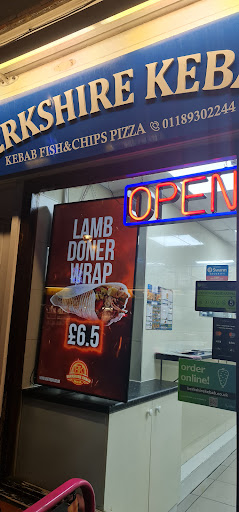 ERKSHIRE KEBA
KEBAB FISH&CHIPS PIZZA 01189302244
OPEN
LAMB
DONER
WRAP
£6.5
order
online!